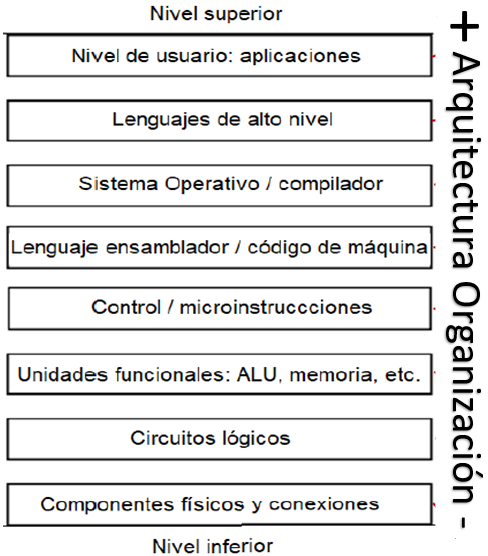 Nivel superior
Nivel de usuario: aplicaciones
Lenguajes de alto nivel
Sistema Operativo / compilador
Lenguaje ensamblador / código de máquina
Control / microinstruccciones
Unidades funcionales: ALU, memoria, etc.
Circuitos lógicos
Componentes físicos y conexiones
Nivel inferior
+ Arquitectura Organización -